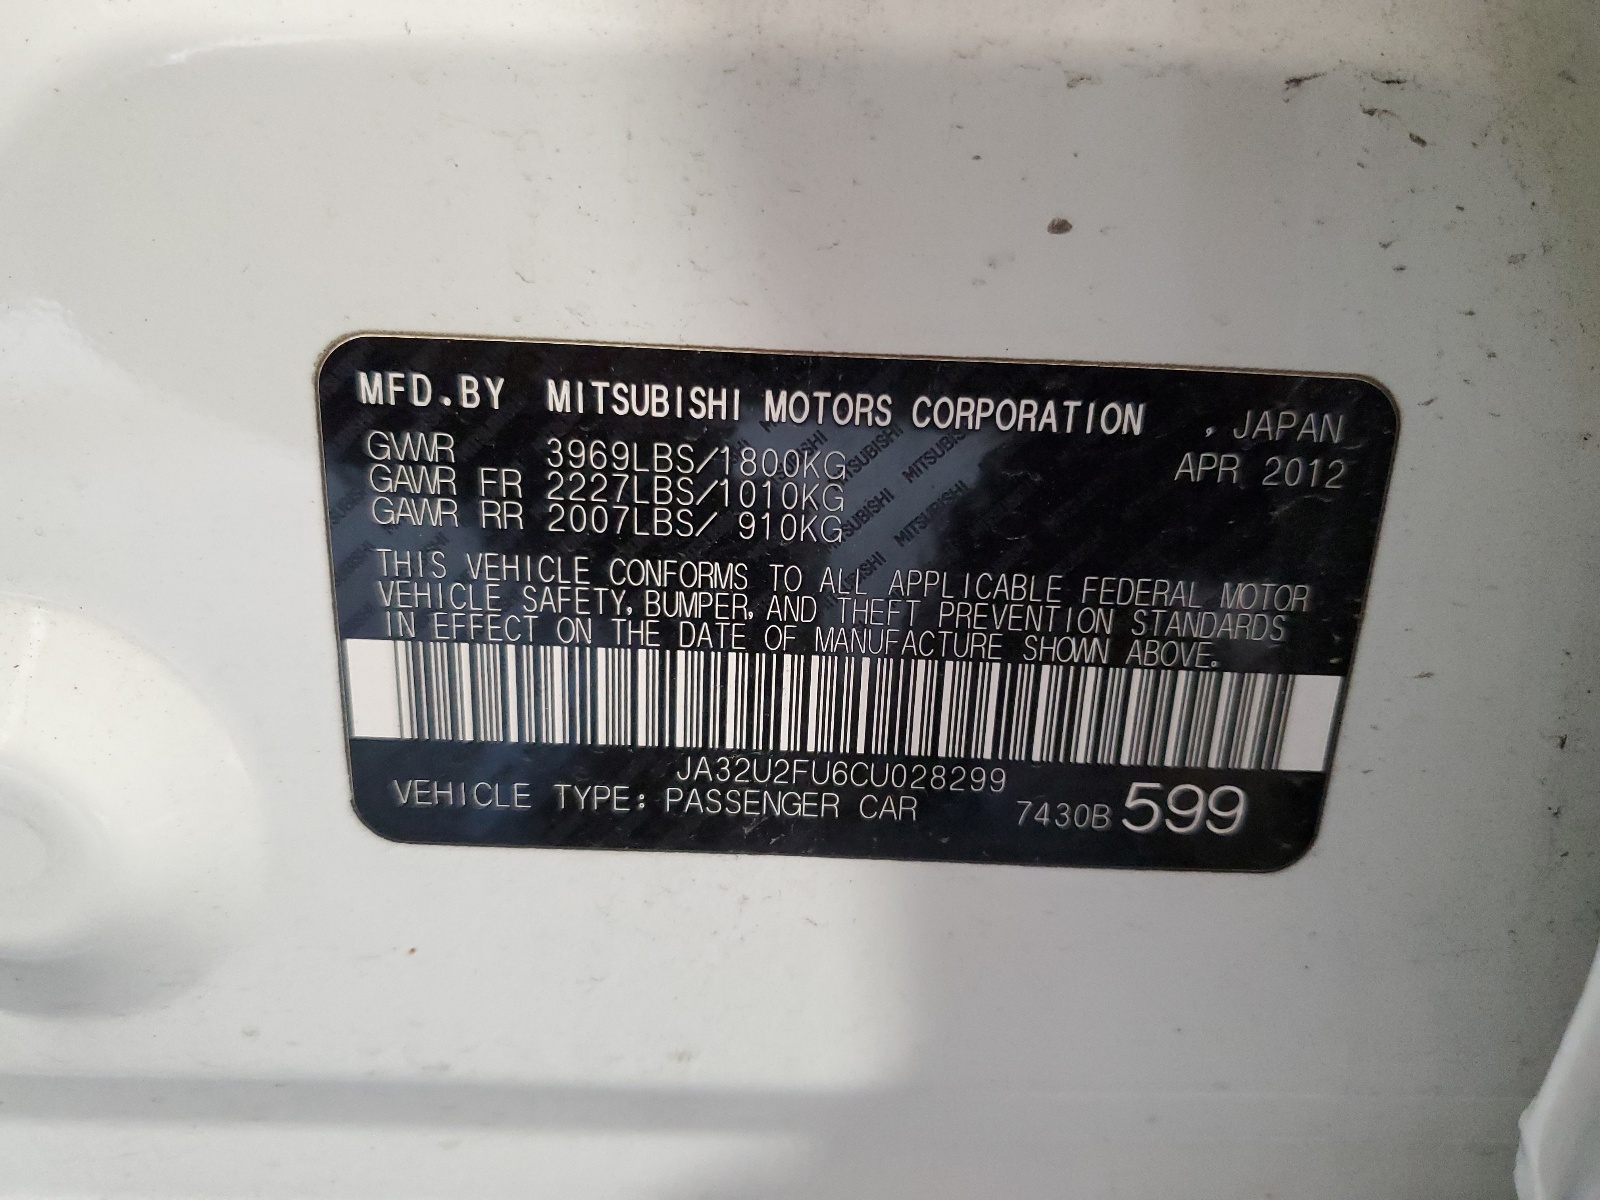 MFD.BY MITSUBISHI MOTORS CORPORATION , JAPAN
GVWR 3969LBS/1800KG APR 2012
GAWR FR 2227LBS/1010KG
GAWR RR 2007LBS/ 910KG
THIS VEHICLE CONFORMS TO ALL APPLICABLE FEDERAL MOTOR
VEHICLE SAFETY, BUMPER, AND THEFT PREVENTION STANDARDS
IN EFFECT ON THE DATE OF MANUFACTURE SHOWN ABOVE.
JA32U2FU6CU028299
VEHICLE TYPE: PASSENGER CAR 7430B 599